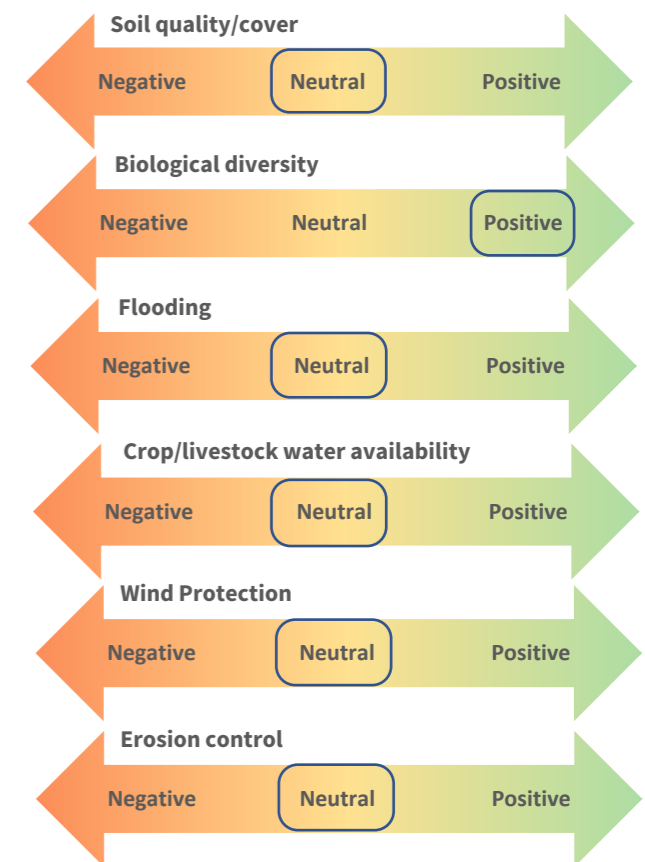 Soil quality/cover
Negative Neutral Positive
Biological diversity
Negative Neutral Positive
Flooding
Negative Neutral Positive
Crop/livestock water availability
Negative Neutral Positive
Wind Protection
Negative Neutral Positive
Erosion control
Negative Neutral Positive